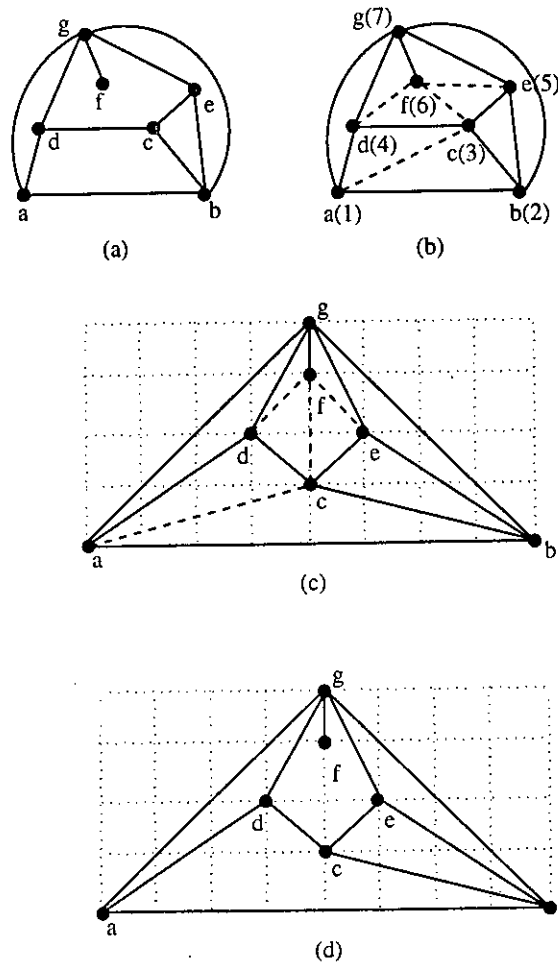 g
f
e
d
c
a
b
(a)
g(7)
f(6)
e(5)
d(4)
c(3)
a(1)
b(2)
(b)
g
f
d
e
c
a
b
(c)
g
f
d
e
c
a
(d)